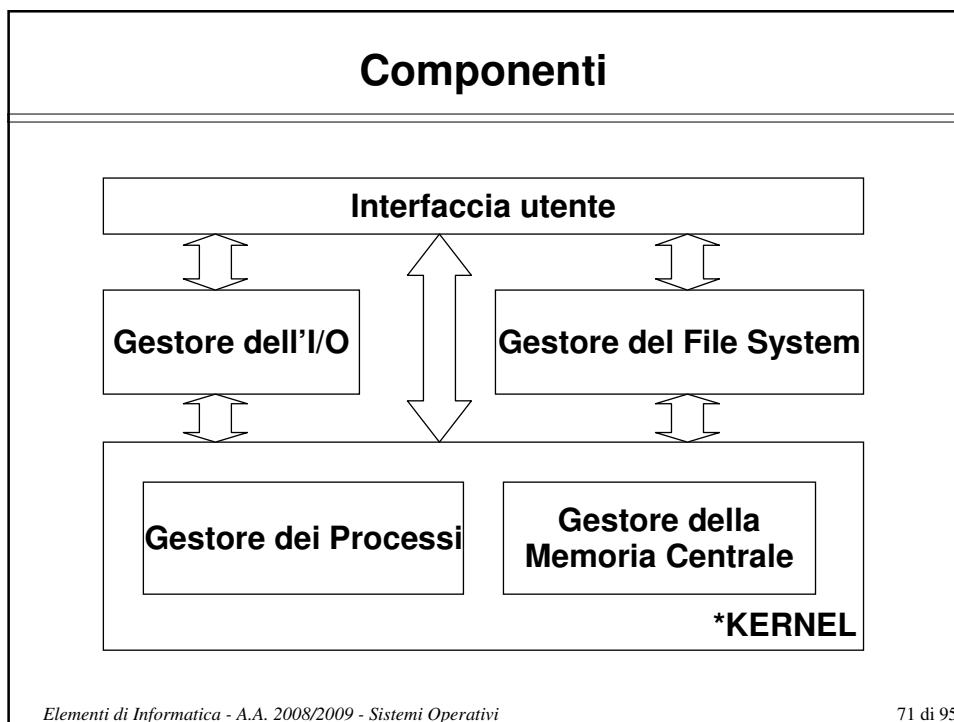 Componenti
Interfaccia utente
Gestore dell'I/O
Gestore del File System
Gestore dei Processi
Gestore della
Memoria Centrale
*KERNEL
Elementi di Informatica - A.A. 2008/2009 - Sistemi Operativi
71 di 95